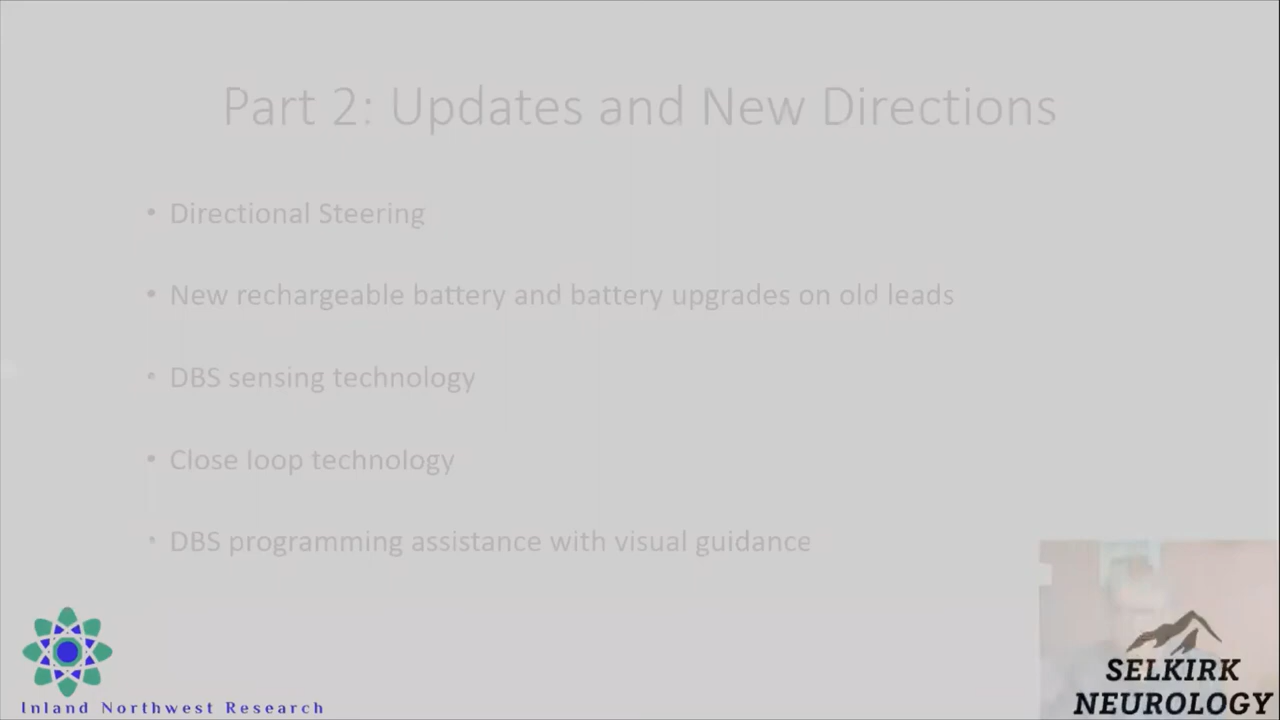 Part 2: Updates and New Directions
• Directional Steering
• New rechargeable battery and battery upgrades on old leads
• DBS sensing technology
• Close loop technology
• DBS programming assistance with visual guidance
Inland Northwest Research
SELKIRK
NEUROLOGY